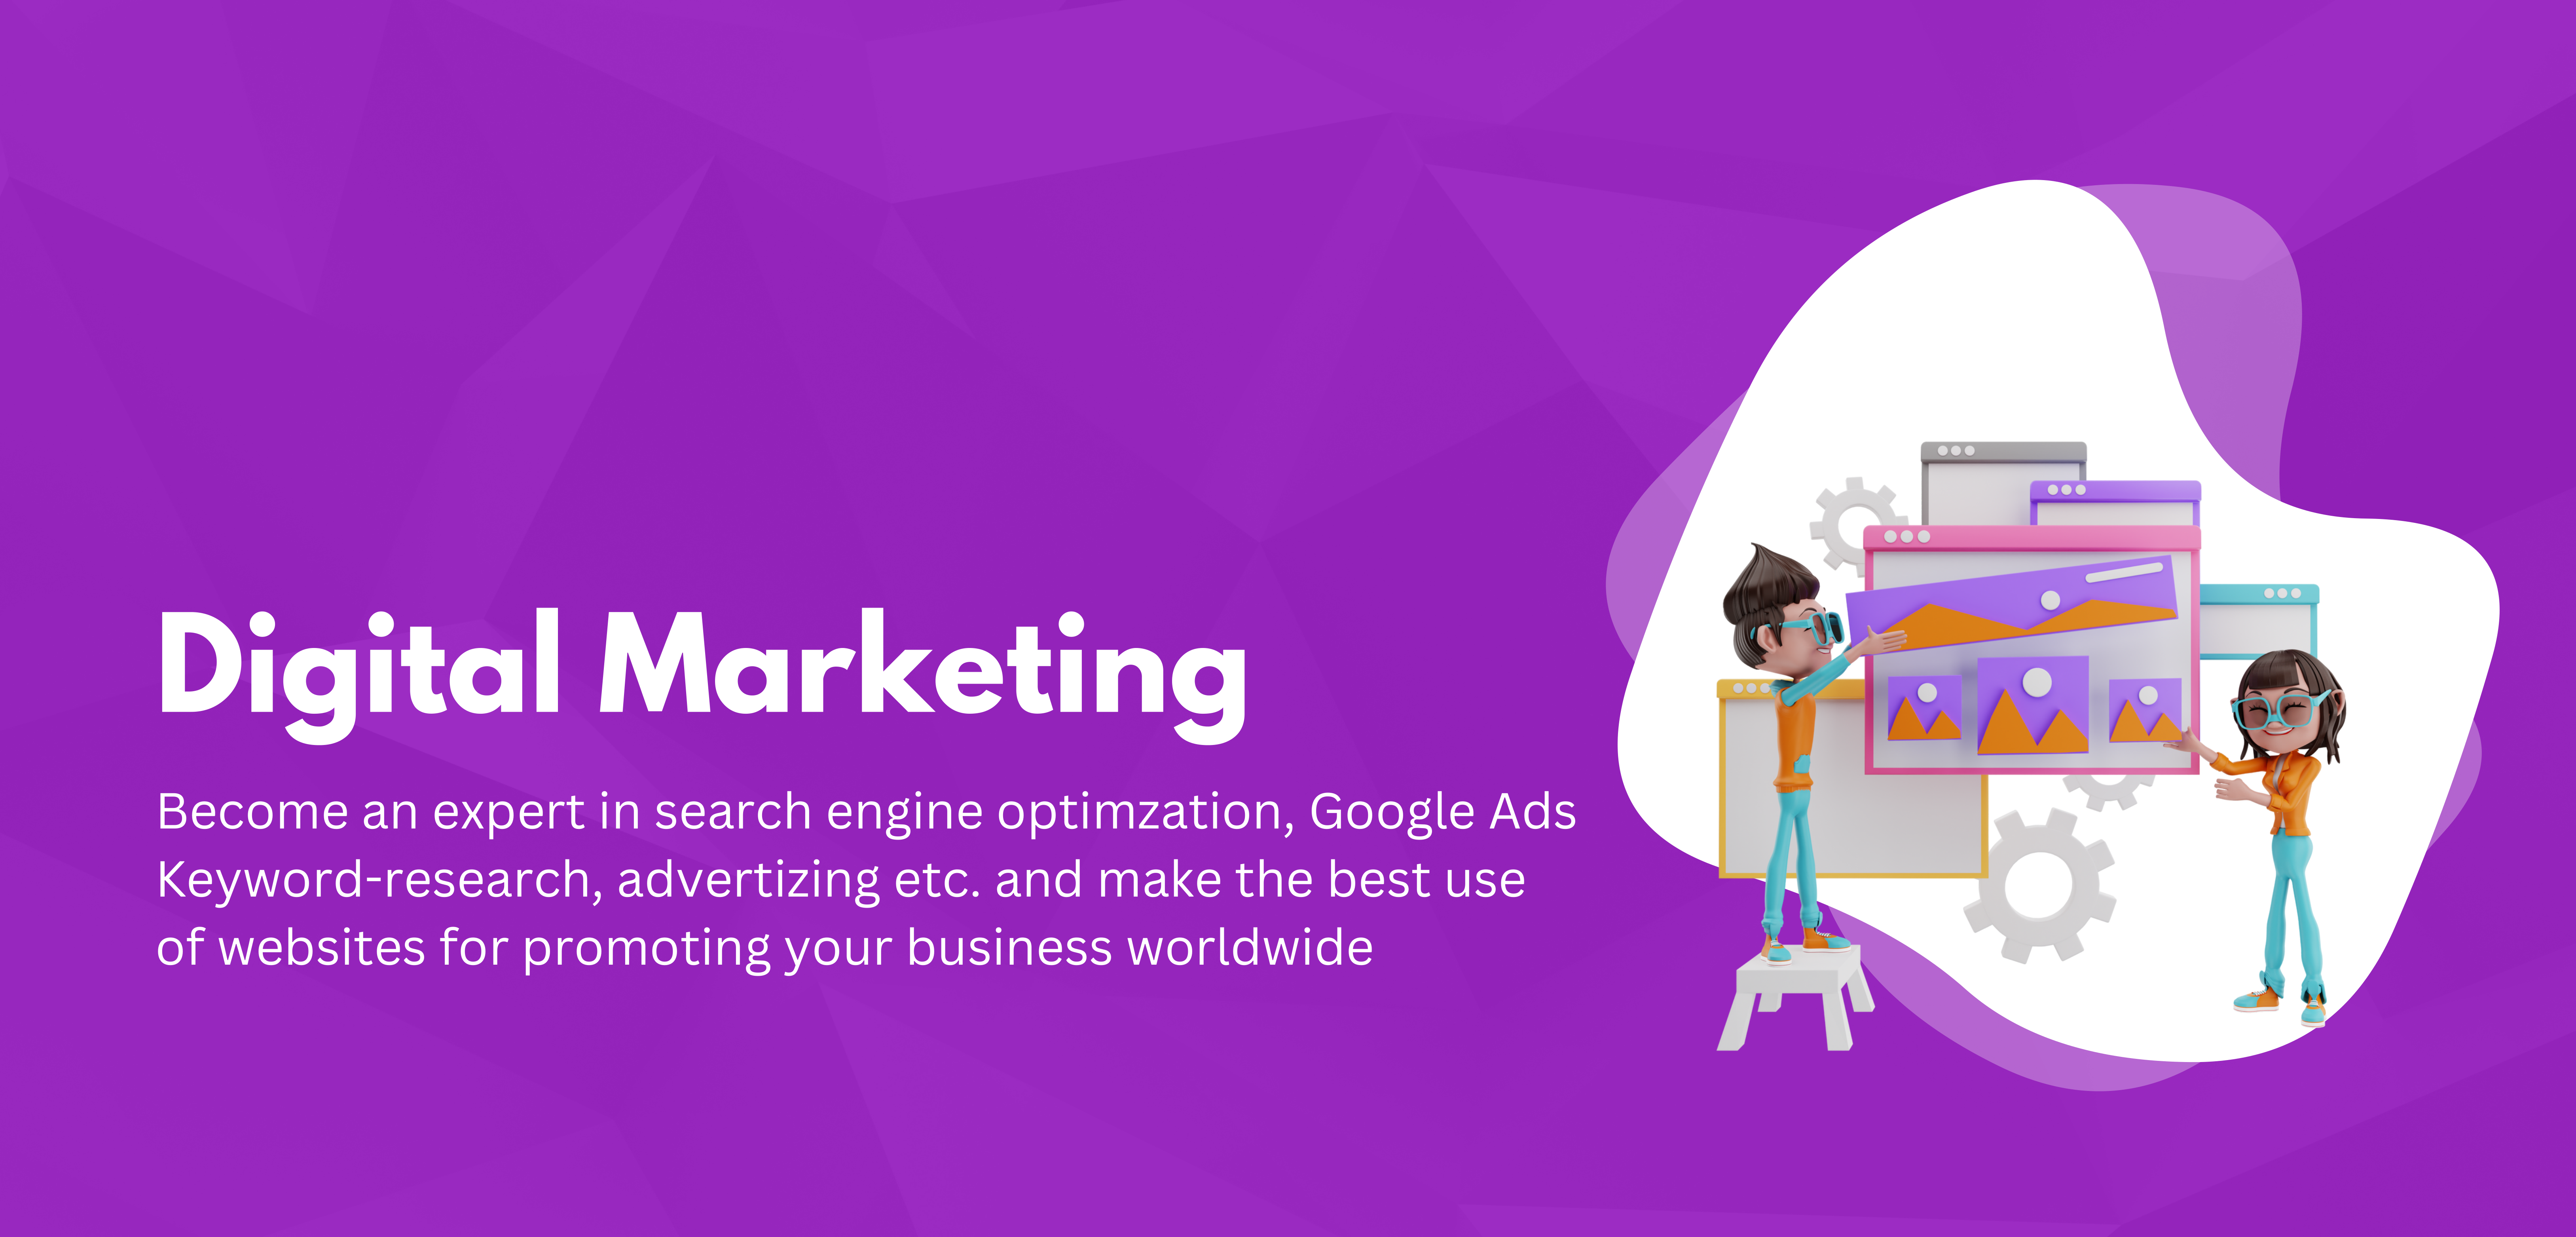 Digital Marketing
Become an expert in search engine optimzation, Google Ads
Keyword-research, advertizing etc. and make the best use
of websites for promoting your business worldwide